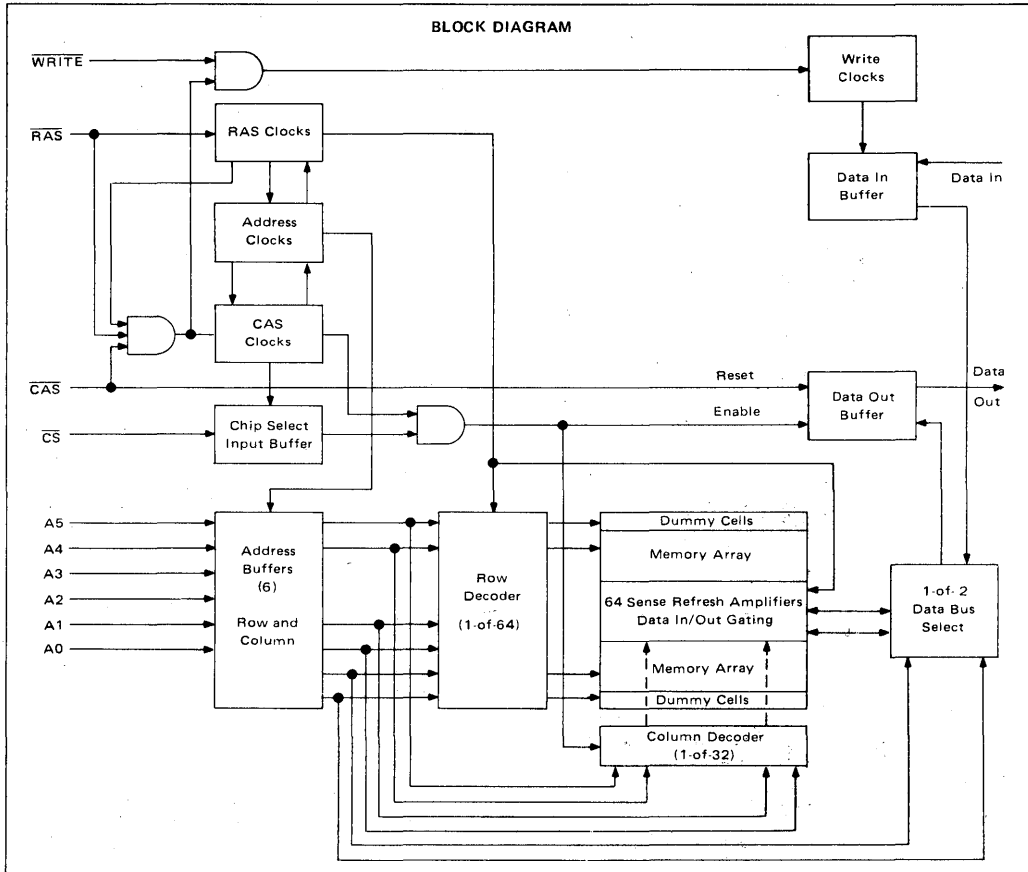 BLOCK DIAGRAM
WRITE
Write
Clocks
RAS
RAS Clocks
Data In
Buffer
Data In
Address
Clocks
CAS
Clocks
CAS
Reset
Data
Out
Data Out
Buffer
Enable
CS
Chip Select
Input Buffer
A5
A4
A3
A2
A1
A0
Address
Buffers
(6)
Row and
Column
Row
Decoder
(1-of-64)
Dummy Cells
Memory Array
64 Sense Refresh Amplifiers
Data In/Out Gating
Memory Array
Dummy Cells
1-of-2
Data Bus
Select
Column Decoder
(1-of-32)